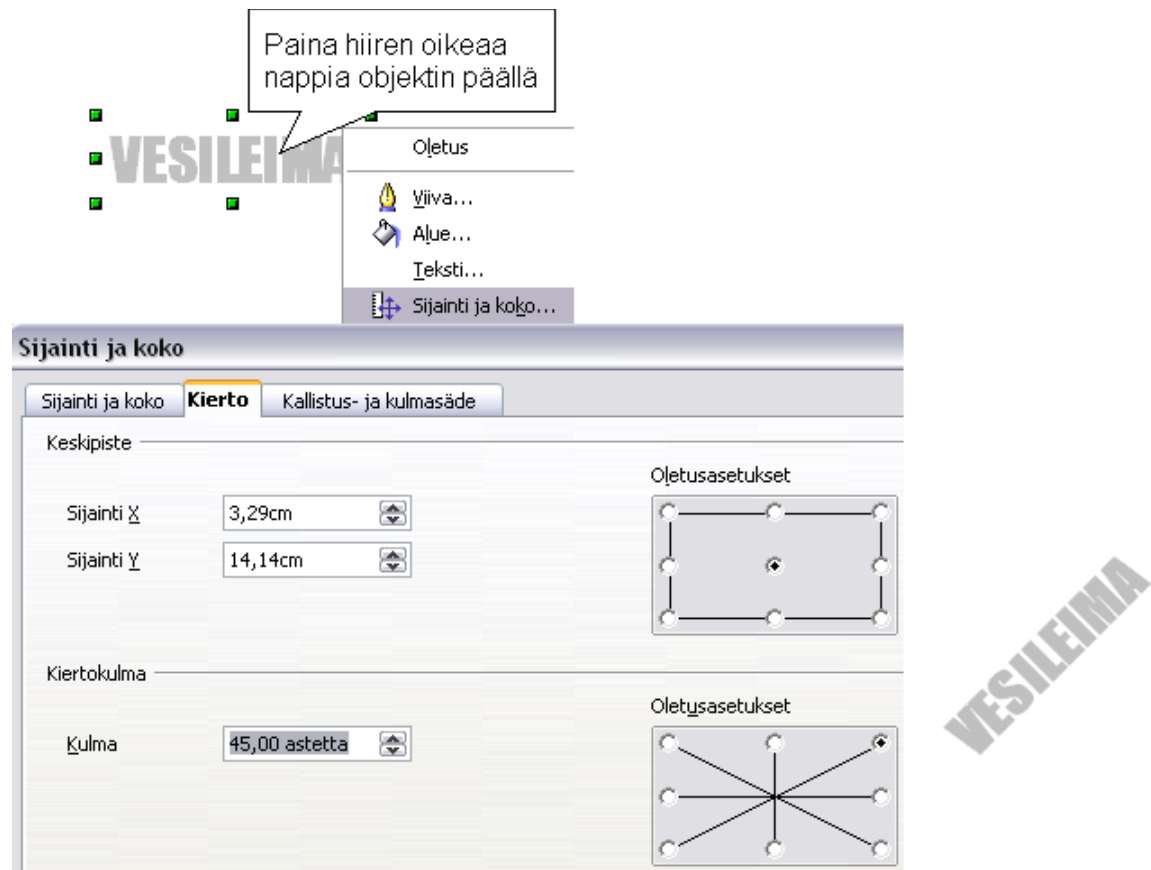 Paina hiiren oikeaa
nappia objektin päällä
VESILEIMA
Oletus
Viiva...
Alue...
Teksti...
Sijainti ja koko...
Sijainti ja koko
Sijainti ja koko Kierto Kallistus- ja kulmasäde
Keskipiste
Oletusasetukset
Sijainti X 3,29cm
Sijainti Y 14,14cm
VESILEIMA
Kiertokulma
Oletusasetukset
Kulma 45,00 astetta